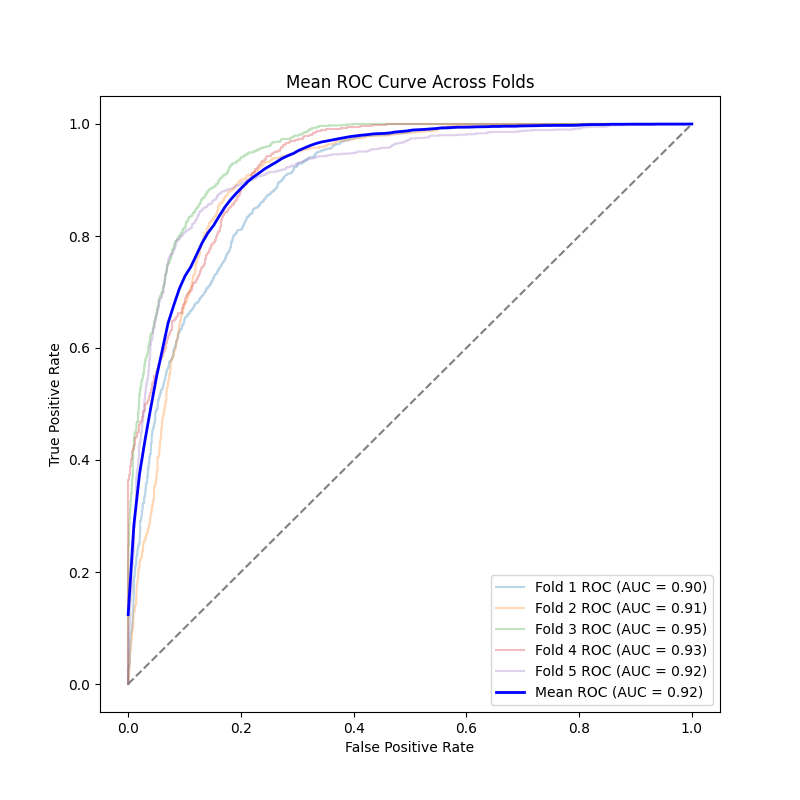 Mean ROC Curve Across Folds
1.0
0.8
0.6
0.4
0.2
0.0
True Positive Rate
0.0 0.2 0.4 0.6 0.8 1.0
False Positive Rate
Fold 1 ROC (AUC = 0.90)
Fold 2 ROC (AUC = 0.91)
Fold 3 ROC (AUC = 0.95)
Fold 4 ROC (AUC = 0.93)
Fold 5 ROC (AUC = 0.92)
Mean ROC (AUC = 0.92)